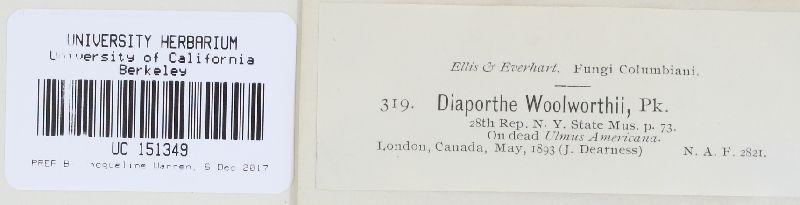 UNIVERSITY HERBARIUM
University of California
Berkeley
UC 151349
PREP B Jacqueline Warren, 6 Dec 2017
Ellis & Everhart. Fungi Columbiani.
319. Diaporthe Woolworthii, Pk.
28th Rep. N. Y. State Mus. p. 73.
On dead Ulmus Americana.
London, Canada, May, 1893 (J. Dearness) N. A. F. 2821.